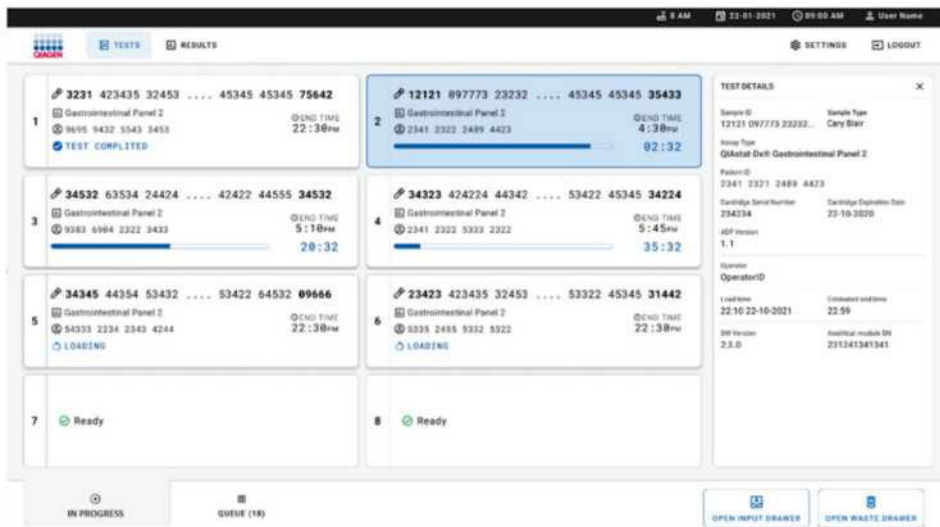 8 AM 22-01-2021 09:00 AM User Name
QIAGEN TESTS RESULTS SETTINGS LOGOUT
1
3231 423435 32453 .... 45345 45345 75642
Gastrointestinal Panel 2
9695 9432 5543 3453
END TIME
22:30PM
TEST COMPLITED
2
12121 097773 23232 .... 45345 45345 35433
Gastrointestinal Panel 2
2341 2322 2489 4423
END TIME
4:30PM
02:32
3
34532 63534 24424 .... 42422 44555 34532
Gastrointestinal Panel 2
9383 6904 2322 3433
END TIME
5:10PM
20:32
4
34323 424224 44342 .... 53422 45345 34224
Gastrointestinal Panel 2
2341 2322 5333 2322
END TIME
5:45PM
35:32
5
34345 44354 53432 .... 53422 64532 09666
Gastrointestinal Panel 2
54333 2234 2343 4244
END TIME
22:30PM
LOADING
6
23423 423435 32453 .... 53322 45345 31442
Gastrointestinal Panel 2
9335 2455 5332 5322
END TIME
22:30PM
LOADING
7
Ready
8
Ready
TEST DETAILS
Sample ID Sample Type
12121 097773 23232... Cary Blair
Assay Type
QIAstat-Dx® Gastrointestinal Panel 2
Patient ID
2341 2321 2489 4423
Cartridge Serial Number Cartridge Expiration Date
234234 22-10-2020
ADF Version
1.1
Operator
OperatorID
Load time Estimated end time
22:10 22-10-2021 22:59
SW Version Analitical module SN
2.3.0 231241341341
IN PROGRESS
QUEUE (18)
OPEN INPUT DRAWER
OPEN WASTE DRAWER